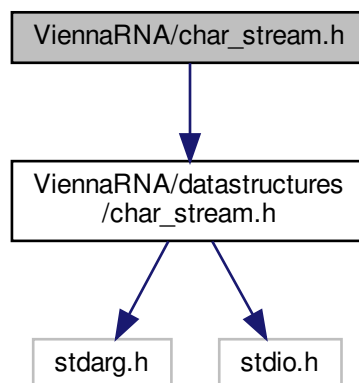 ViennaRNA/char_stream.h
ViennaRNA/datastructures
/char_stream.h
stdarg.h
stdio.h